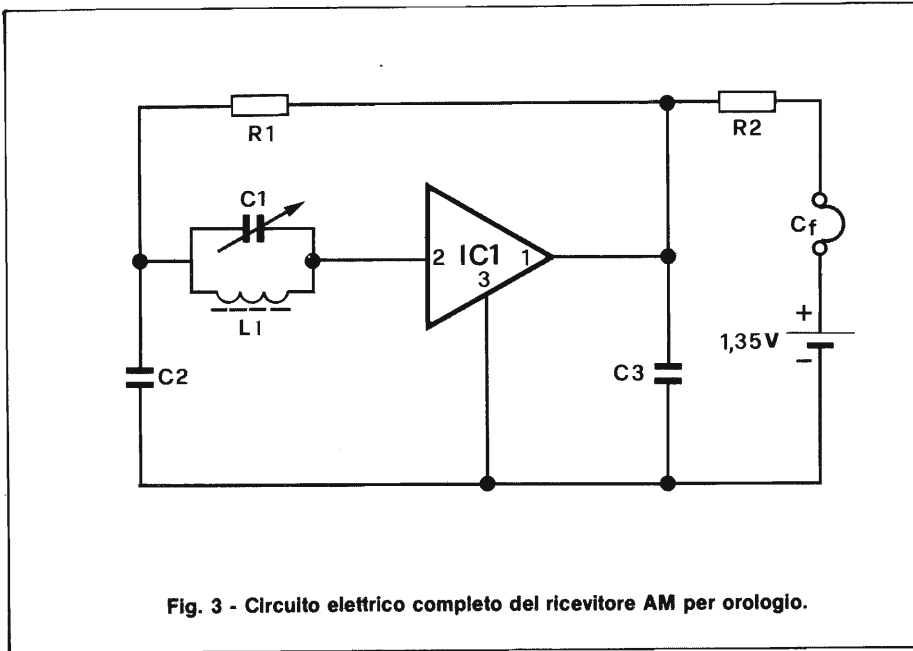 R1
R2
C1
Cf
2 IC1 1
3
L1
+
1,35V
-
C2
C3
Fig. 3 - Circuito elettrico completo del ricevitore AM per orologio.